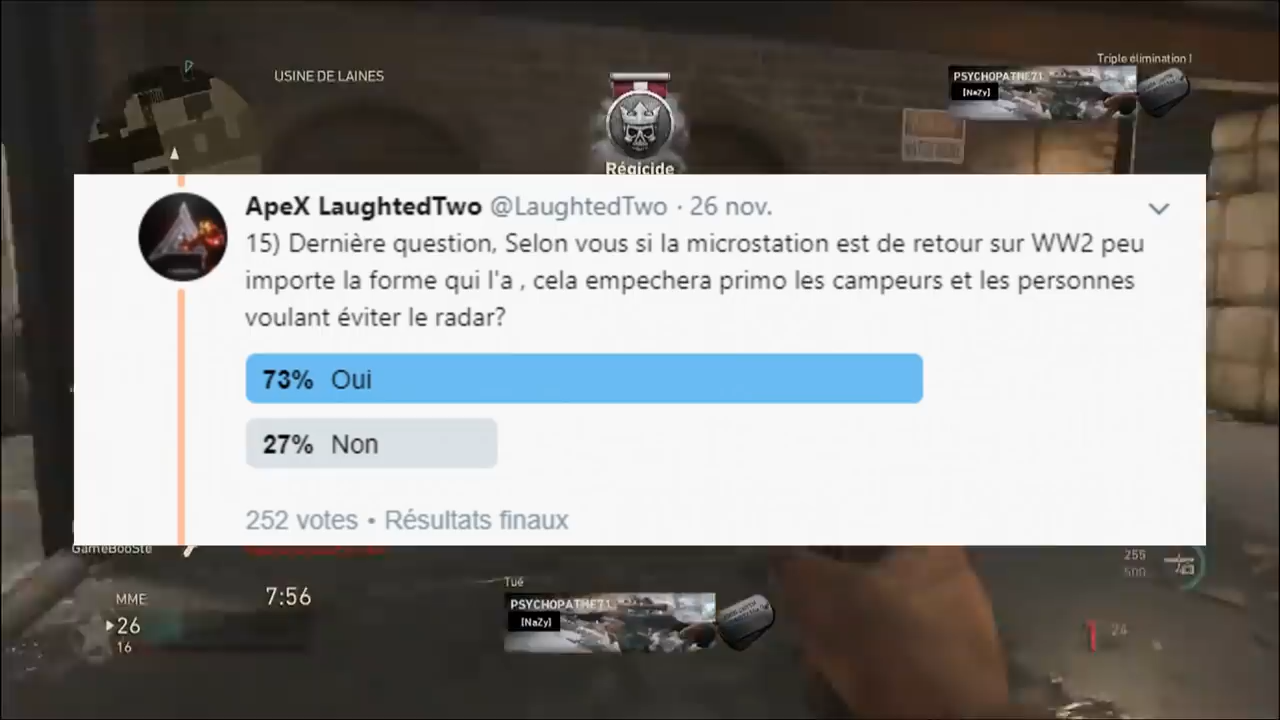 USINE DE LAINES
Triple élimination !
PSYCHOPATHE71
[NaZy]
Régicide
ApeX LaughtedTwo @LaughtedTwo · 26 nov.
15) Dernière question, Selon vous si la microstation est de retour sur WW2 peu
importe la forme qui l'a , cela empechera primo les campeurs et les personnes
voulant éviter le radar?
73% Oui
27% Non
252 votes • Résultats finaux
GameBooSte
255
500
MME
7:56
26
16
Tué
PSYCHOPATHE71
[NaZy]
24